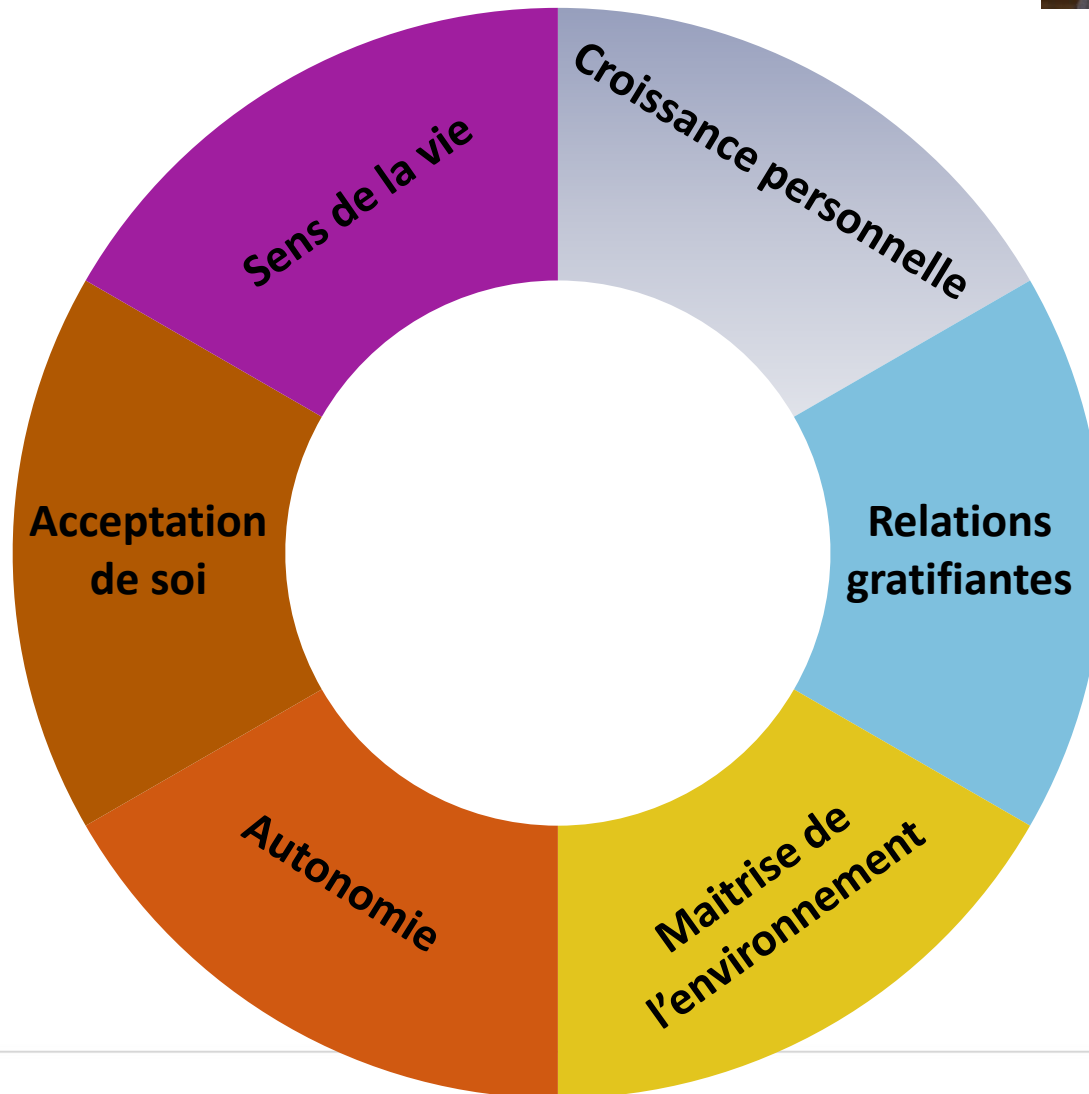 Croissance personnelle
Sens de la vie
Relations
gratifiantes
Acceptation
de soi
Maitrise de
l’environnement
Autonomie